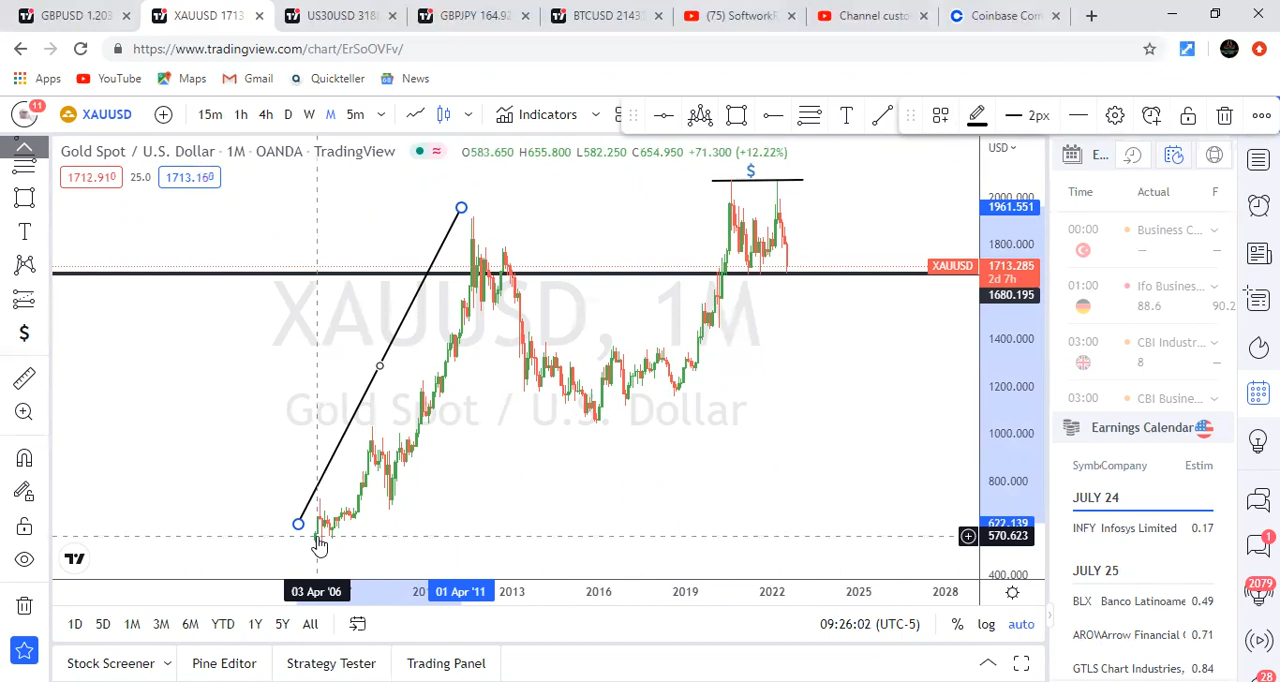 GBPUSD 1.203
XAUUSD 1713
US30USD 318
GBPJPY 164.9
BTCUSD 2143
(75) SoftworkF
Channel custo
Coinbase Com
https://www.tradingview.com/chart/ErSoOVFv/
Apps YouTube Maps Gmail Quickteller News
11 XAUUSD 15m 1h 4h D W M 5m Indicators 2px
Gold Spot / U.S. Dollar · 1M · OANDA · TradingView O583.650 H655.800 L582.250 C654.950 +71.300 (+12.22%)
1712.910 25.0 1713.160
XAUUSD, 1M
Gold Spot / U.S. Dollar
$
USD
2000.000
1961.551
1800.000
XAUUSD 1713.285
2d 7h
1680.195
1400.000
1200.000
1000.000
800.000
622.139
570.623
400.000
03 Apr '06 20 01 Apr '11 2013 2016 2019 2022 2025 2028
1D 5D 1M 3M 6M YTD 1Y 5Y All 09:26:02 (UTC-5) % log auto
Stock Screener Pine Editor Strategy Tester Trading Panel
E...
Time Actual F
00:00 Business C...
— —
01:00 Ifo Business...
88.6 90.2
03:00 CBI Industr...
8 —
03:00 CBI Busine...
Earnings Calendar
Symb Company Estim
JULY 24
INFY Infosys Limited 0.17
JULY 25
BLX Banco Latinoame 0.49
AROW Arrow Financial C 0.71
GTLS Chart Industries, 0.84
1
2079
28